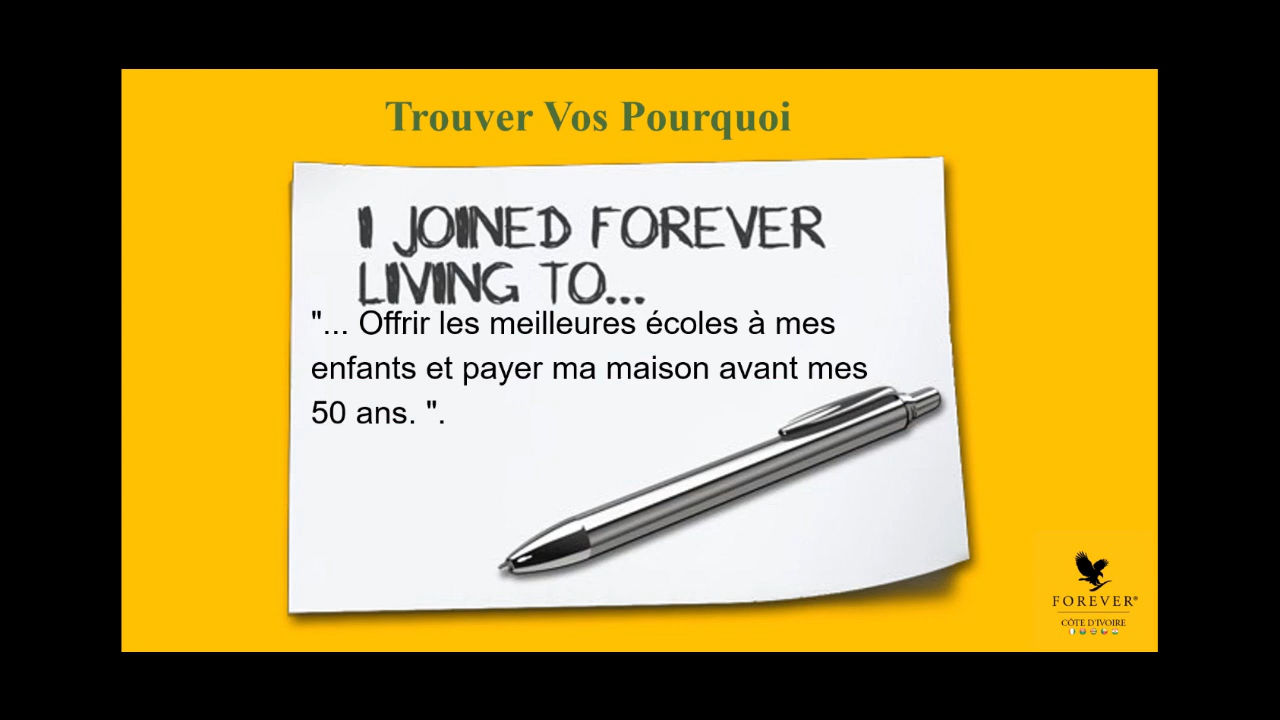 Trouver Vos Pourquoi
I JOINED FOREVER
LIVING TO...
"... Offrir les meilleures écoles à mes
enfants et payer ma maison avant mes
50 ans. ".
FOREVER®
CÔTE D'IVOIRE